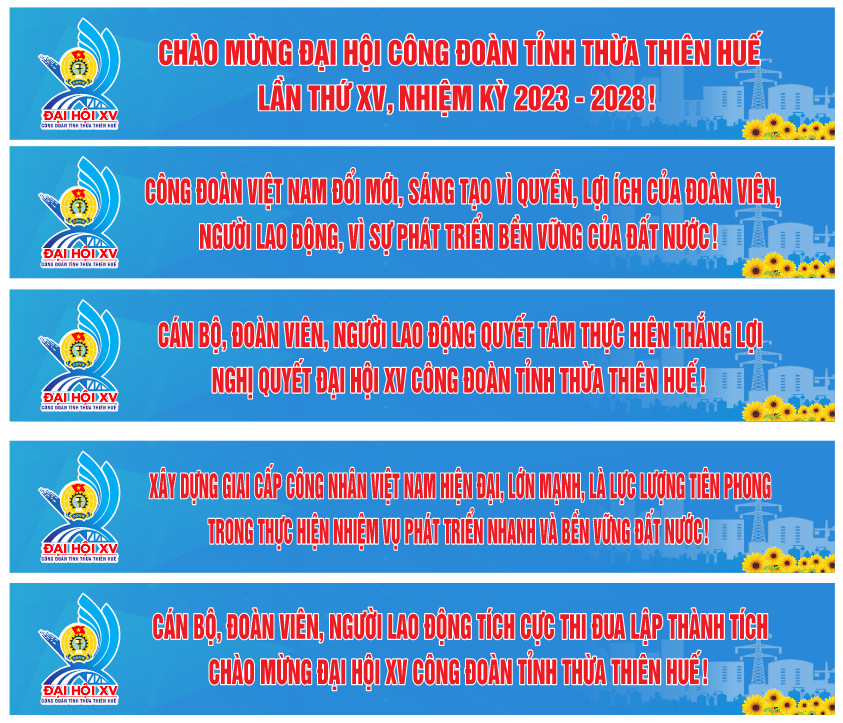 ĐẠI HỘI XV
CÔNG ĐOÀN TỈNH THỪA THIÊN HUẾ
CHÀO MỪNG ĐẠI HỘI CÔNG ĐOÀN TỈNH THỪA THIÊN HUẾ
LẦN THỨ XV, NHIỆM KỲ 2023 - 2028!
ĐẠI HỘI XV
CÔNG ĐOÀN TỈNH THỪA THIÊN HUẾ
CÔNG ĐOÀN VIỆT NAM ĐỔI MỚI, SÁNG TẠO VÌ QUYỀN, LỢI ÍCH CỦA ĐOÀN VIÊN,
NGƯỜI LAO ĐỘNG, VÌ SỰ PHÁT TRIỂN BỀN VỮNG CỦA ĐẤT NƯỚC!
ĐẠI HỘI XV
CÔNG ĐOÀN TỈNH THỪA THIÊN HUẾ
CÁN BỘ, ĐOÀN VIÊN, NGƯỜI LAO ĐỘNG QUYẾT TÂM THỰC HIỆN THẮNG LỢI
NGHỊ QUYẾT ĐẠI HỘI XV CÔNG ĐOÀN TỈNH THỪA THIÊN HUẾ!
ĐẠI HỘI XV
CÔNG ĐOÀN TỈNH THỪA THIÊN HUẾ
XÂY DỰNG GIAI CẤP CÔNG NHÂN VIỆT NAM HIỆN ĐẠI, LỚN MẠNH, LÀ LỰC LƯỢNG TIÊN PHONG
TRONG THỰC HIỆN NHIỆM VỤ PHÁT TRIỂN NHANH VÀ BỀN VỮNG ĐẤT NƯỚC!
ĐẠI HỘI XV
CÔNG ĐOÀN TỈNH THỪA THIÊN HUẾ
CÁN BỘ, ĐOÀN VIÊN, NGƯỜI LAO ĐỘNG TÍCH CỰC THI ĐUA LẬP THÀNH TÍCH
CHÀO MỪNG ĐẠI HỘI XV CÔNG ĐOÀN TỈNH THỪA THIÊN HUẾ!